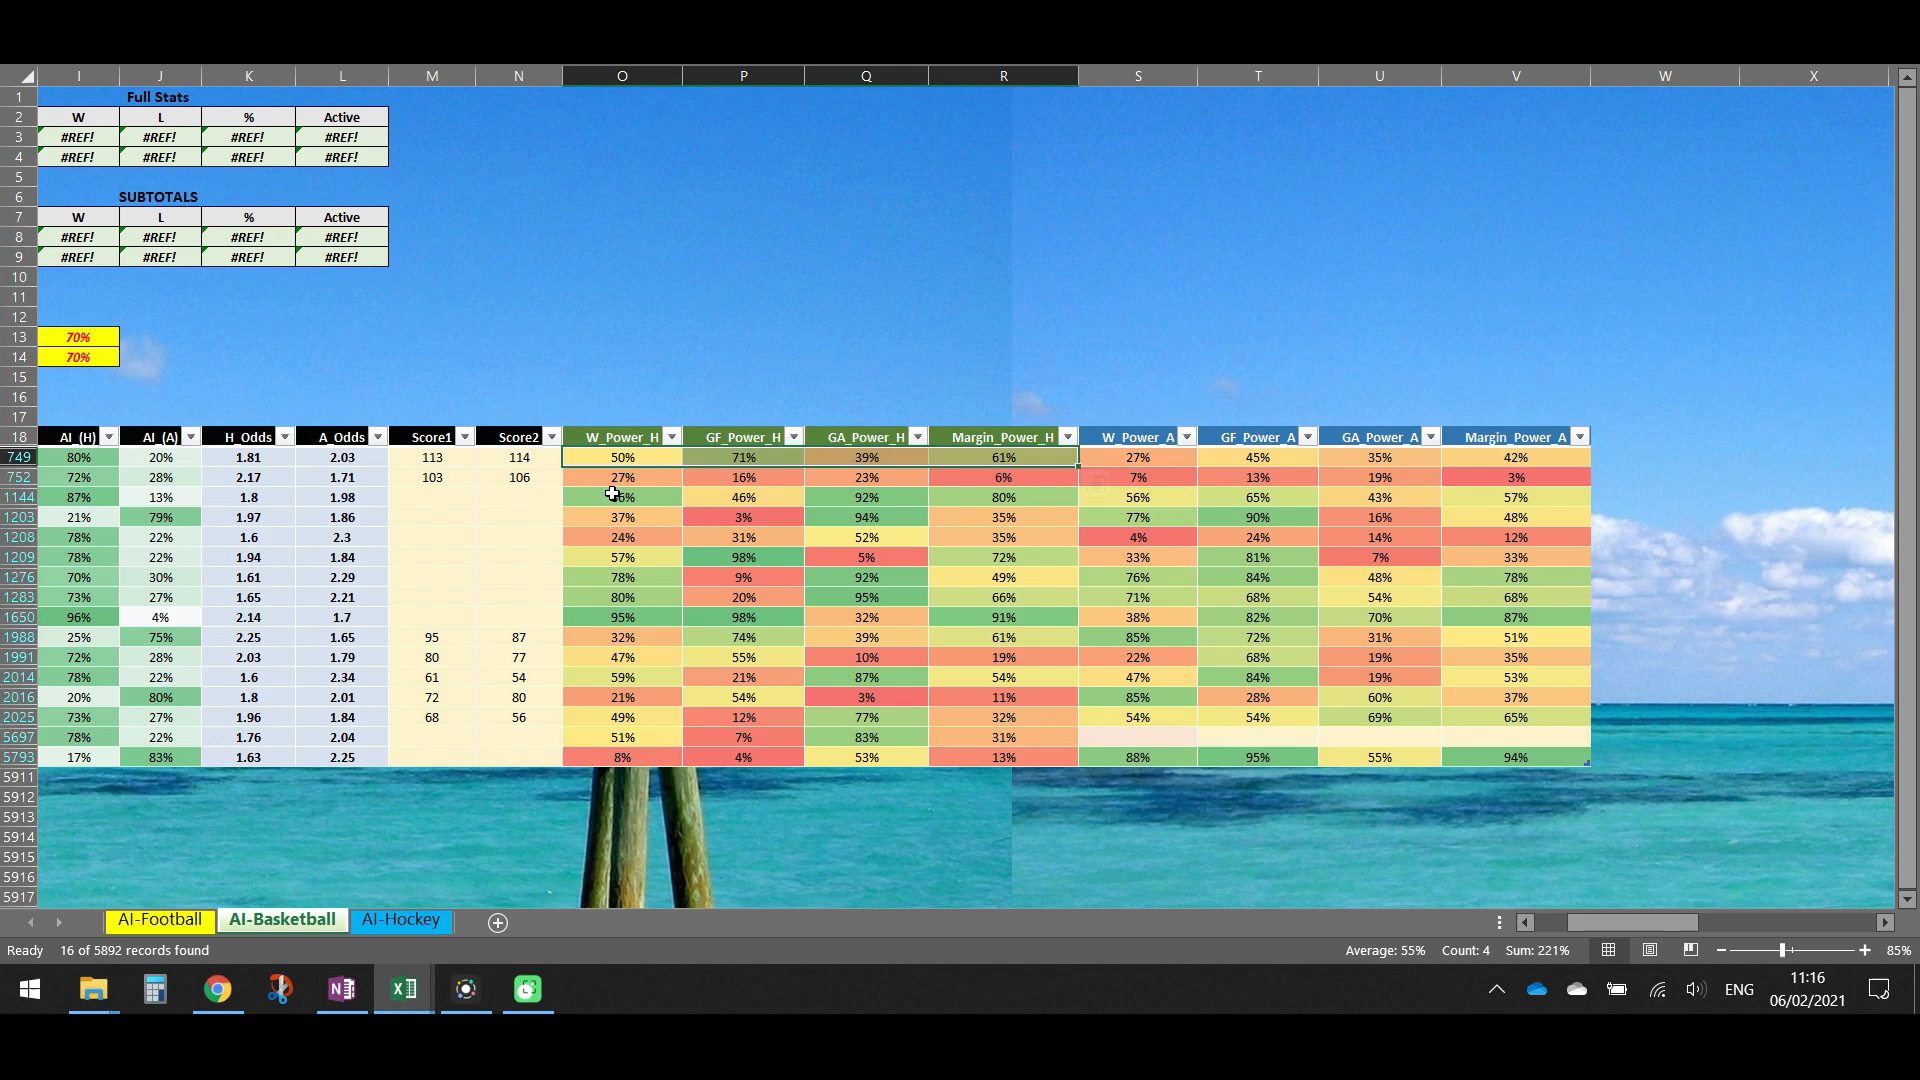 I J K L M N O P Q R S T U V W X
1 Full Stats
2 W L % Active
3 #REF! #REF! #REF! #REF!
4 #REF! #REF! #REF! #REF!
5
6 SUBTOTALS
7 W L % Active
8 #REF! #REF! #REF! #REF!
9 #REF! #REF! #REF! #REF!
10
11
12
13 70%
14 70%
15
16
17
18 AI_(H) AI_(A) H_Odds A_Odds Score1 Score2 W_Power_H GF_Power_H GA_Power_H Margin_Power_H W_Power_A GF_Power_A GA_Power_A Margin_Power_A
749 80% 20% 1.81 2.03 113 114 50% 71% 39% 61% 27% 45% 35% 42%
752 72% 28% 2.17 1.71 103 106 27% 16% 23% 6% 7% 13% 19% 3%
1144 87% 13% 1.8 1.98 46% 92% 80% 56% 65% 43% 57%
1203 21% 79% 1.97 1.86 37% 3% 94% 35% 77% 90% 16% 48%
1208 78% 22% 1.6 2.3 24% 31% 52% 35% 4% 24% 14% 12%
1209 78% 22% 1.94 1.84 57% 98% 5% 72% 33% 81% 7% 33%
1276 70% 30% 1.61 2.29 78% 9% 92% 49% 76% 84% 48% 78%
1283 73% 27% 1.65 2.21 80% 20% 95% 66% 71% 68% 54% 68%
1650 96% 4% 2.14 1.7 95% 98% 32% 91% 38% 82% 70% 87%
1988 25% 75% 2.25 1.65 95 87 32% 74% 39% 61% 85% 72% 31% 51%
1991 72% 28% 2.03 1.79 80 77 47% 55% 10% 19% 22% 68% 19% 35%
2014 78% 22% 1.6 2.34 61 54 59% 21% 87% 54% 47% 84% 19% 53%
2016 20% 80% 1.8 2.01 72 80 21% 54% 3% 11% 85% 28% 60% 37%
2025 73% 27% 1.96 1.84 68 56 49% 12% 77% 32% 54% 54% 69% 65%
5697 78% 22% 1.76 2.04 51% 7% 83% 31%
5793 17% 83% 1.63 2.25 8% 4% 53% 13% 88% 95% 55% 94%
5911
5912
5913
5914
5915
5916
5917
AI-Football AI-Basketball AI-Hockey
Ready 16 of 5892 records found Average: 55% Count: 4 Sum: 221% 85%
ENG 11:16
06/02/2021